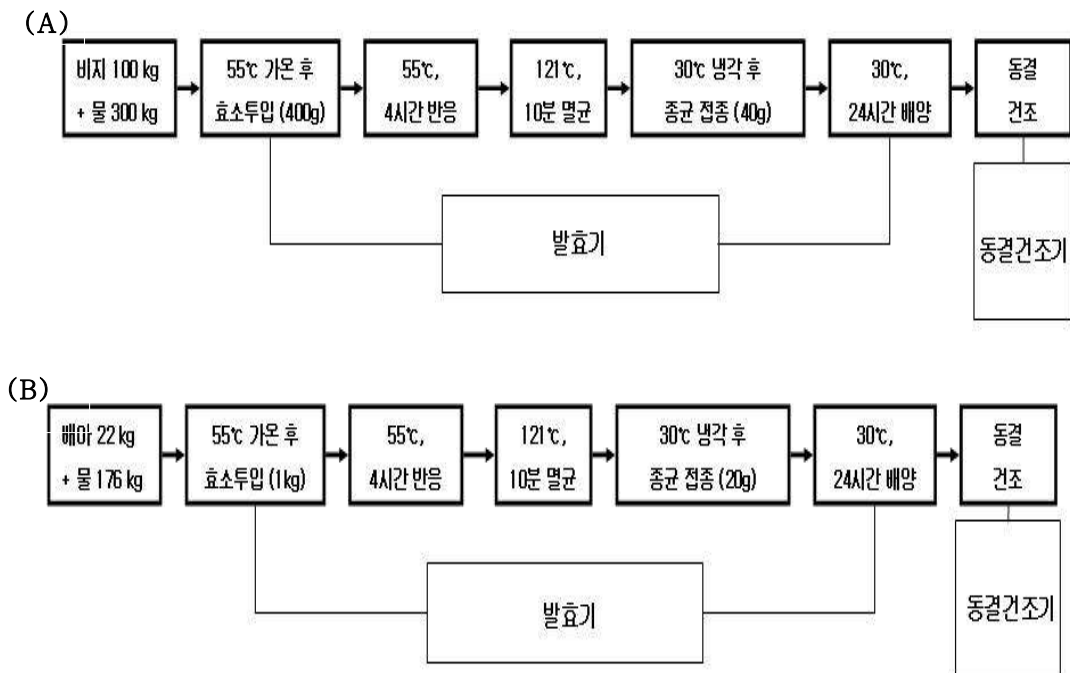 (A)
비지 100 kg
+ 물 300 kg
55℃ 가온 후
효소투입 (400g)
55℃,
4시간 반응
121℃,
10분 멸균
30℃ 냉각 후
종균 접종 (40g)
30℃,
24시간 배양
동결
건조
발효기
동결건조기
(B)
배아 22 kg
+ 물 176 kg
55℃ 가온 후
효소투입 (1kg)
55℃,
4시간 반응
121℃,
10분 멸균
30℃ 냉각 후
종균 접종 (20g)
30℃,
24시간 배양
동결
건조
발효기
동결건조기